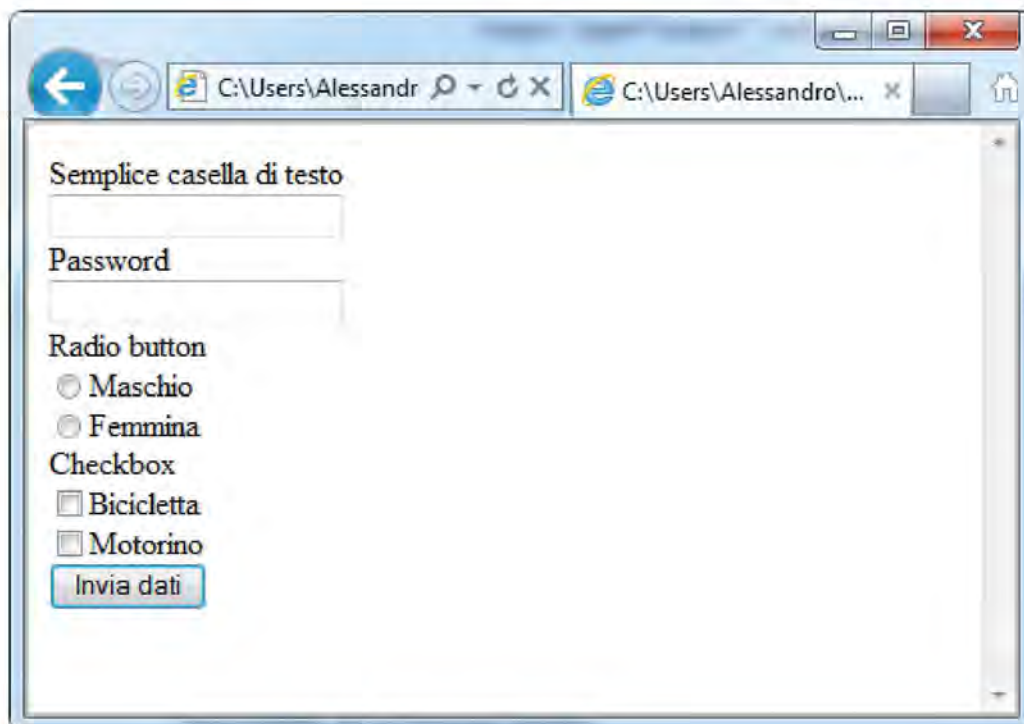 C:\Users\Alessandr
C:\Users\Alessandro\...
Semplice casella di testo
Password
Radio button
Maschio
Femmina
Checkbox
Bicicletta
Motorino
Invia dati